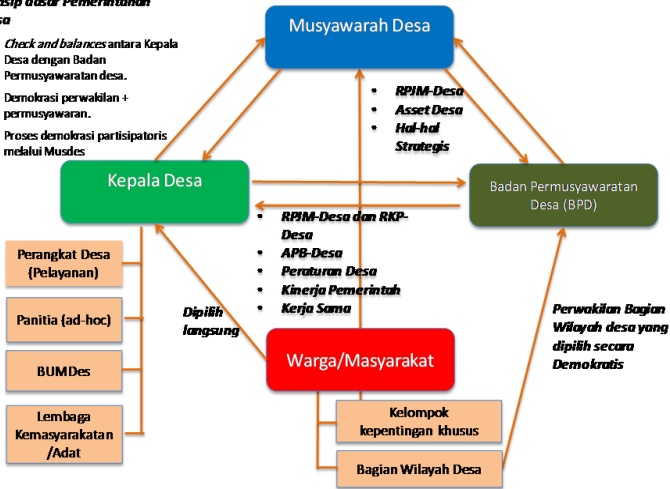 dasar Pemerintahan
Musyawarah Desa
Check and balances antara Kepala
Desa dengan Badan
Permusyawaratan desa.
Demokrasi perwakilan +
permusyawaran.
Proses demokrasi partisipatoris
melalui Musdes
• RPJM-Desa
• Asset Desa
• Hal-hal
Strategis
Kepala Desa
Badan Permusyawaratan
Desa (BPD)
• RPJM-Desa dan RKP-
Desa
• APB-Desa
• Peraturan Desa
• Kinerja Pemerintah
• Kerja Sama
Perangkat Desa
(Pelayanan)
Panitia (ad-hoc)
BUMDes
Lembaga
Kemasyarakatan
/Adat
Dipilih
langsung
Warga/Masyarakat
Kelompok
kepentingan khusus
Bagian Wilayah Desa
Perwakilan Bagian
Wilayah desa yang
dipilih secara
Demokratis